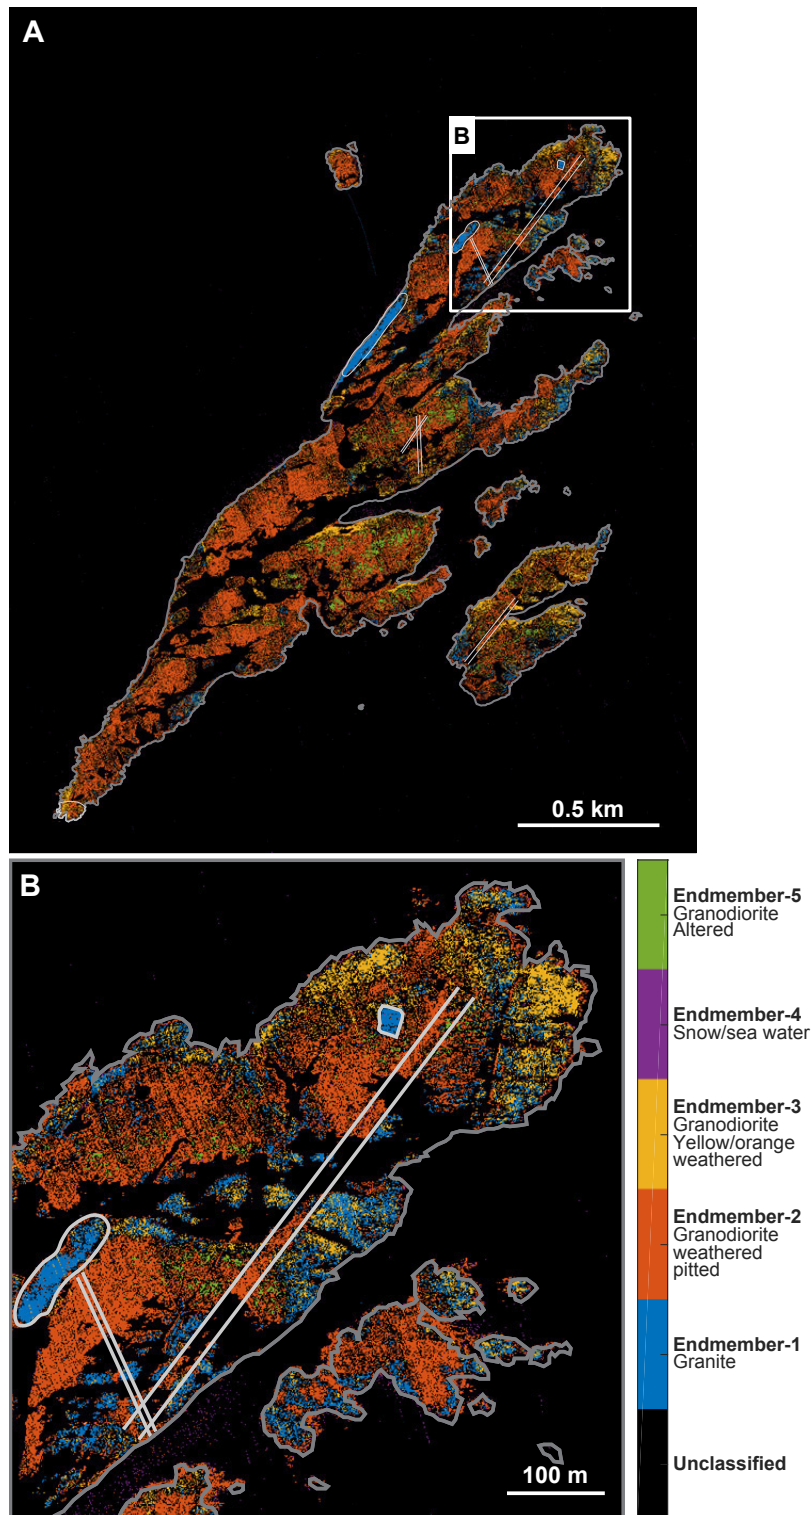 A
B
0.5 km
B
100 m
Endmember-5
Granodiorite
Altered
Endmember-4
Snow/sea water
Endmember-3
Granodiorite
Yellow/orange
weathered
Endmember-2
Granodiorite
weathered
pitted
Endmember-1
Granite
Unclassified